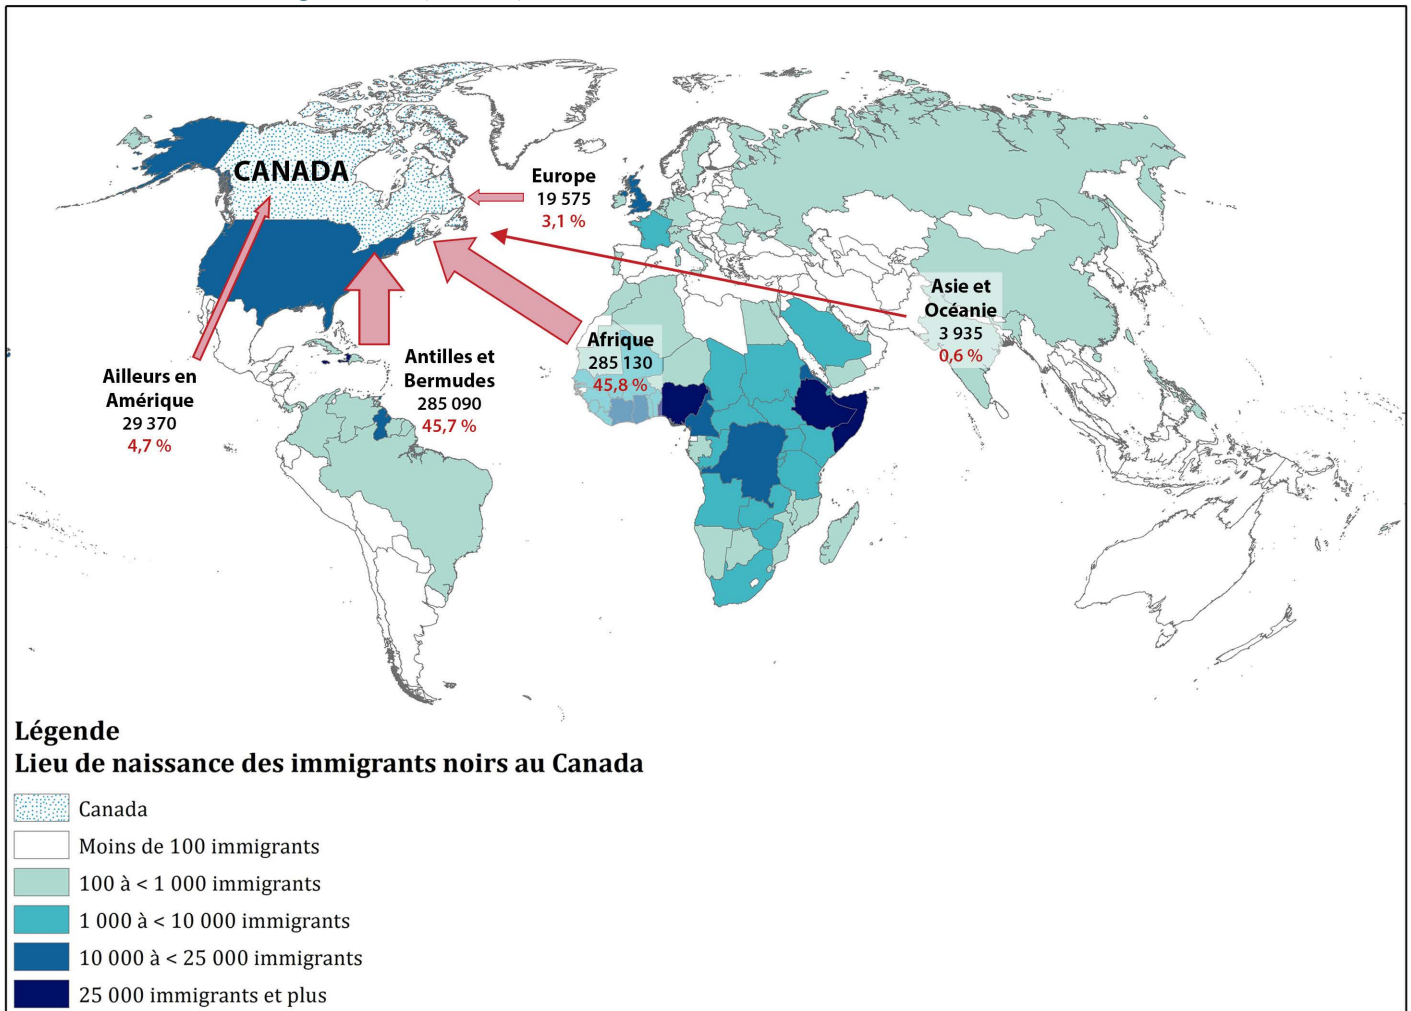 CANADA
Europe
19 575
3,1 %
Asie et
Océanie
3 935
0,6 %
Afrique
285 130
45,8 %
Antilles et
Bermudes
285 090
45,7 %
Ailleurs en
Amérique
29 370
4,7 %
Légende
Lieu de naissance des immigrants noirs au Canada
Canada
Moins de 100 immigrants
100 à < 1 000 immigrants
1 000 à < 10 000 immigrants
10 000 à < 25 000 immigrants
25 000 immigrants et plus